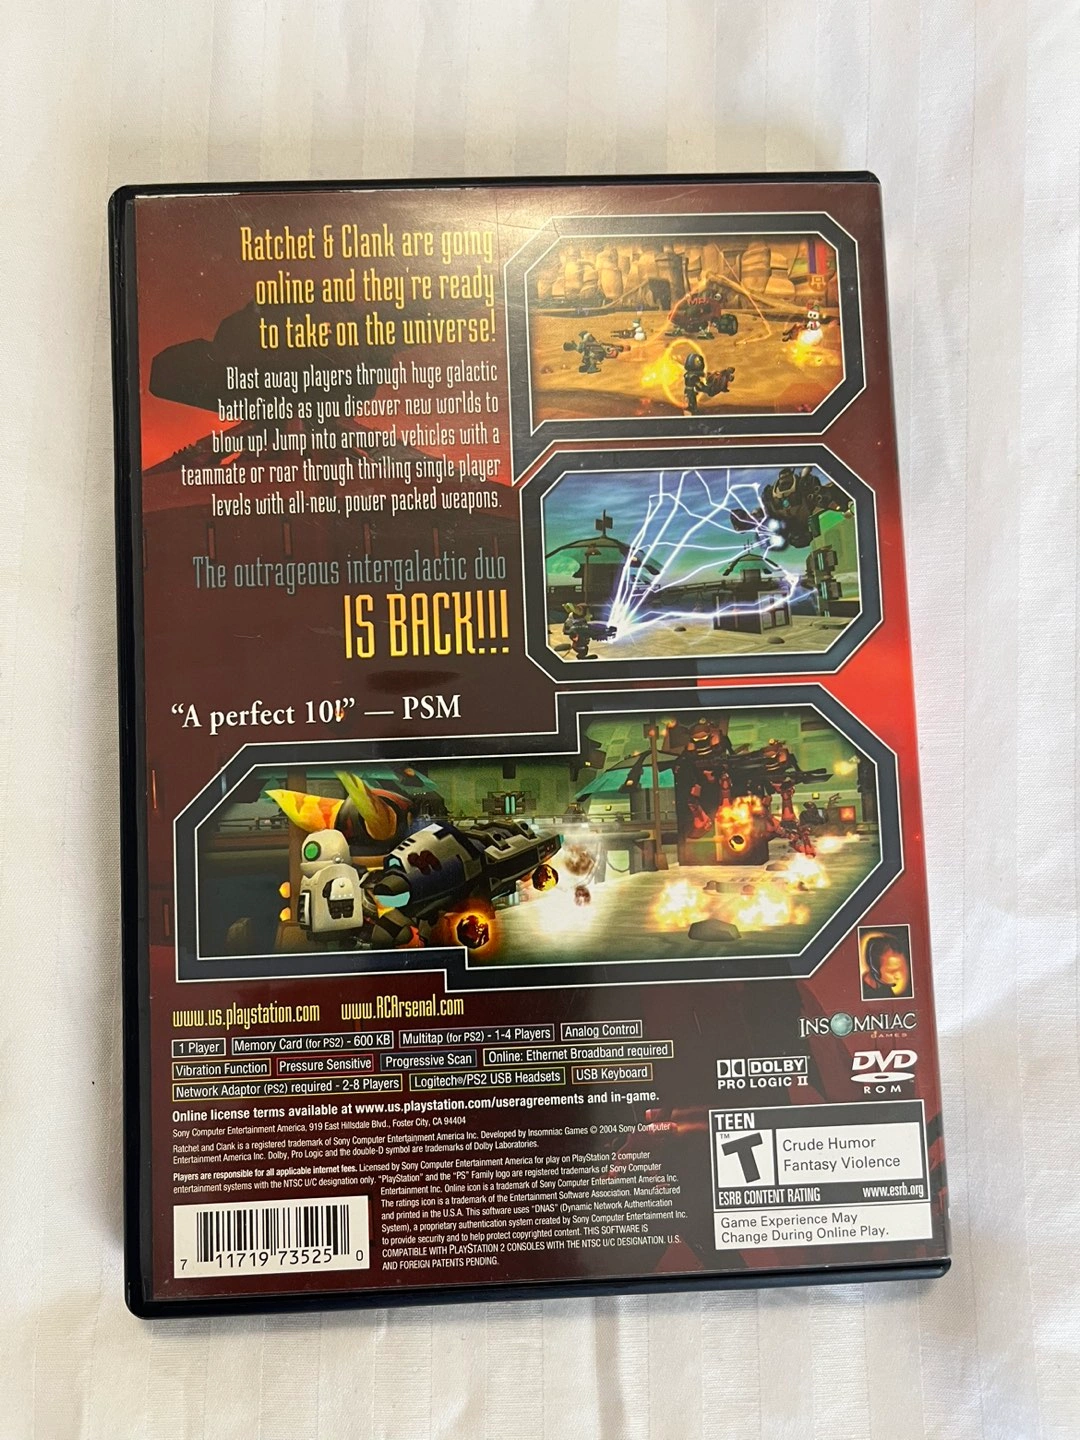 Ratchet & Clank are going
online and they're ready
to take on the universe!
Blast away players through huge galactic
battlefields as you discover new worlds to
blow up! Jump into armored vehicles with a
teammate or roar through thrilling single player
levels with all-new, power packed weapons.
The outrageous intergalactic duo
IS BACK!!!
“A perfect 10!” — PSM
www.us.playstation.com www.RCArsenal.com
1 Player Memory Card (for PS2) - 600 KB Multitap (for PS2) - 1-4 Players Analog Control
Vibration Function Pressure Sensitive Progressive Scan Online: Ethernet Broadband required
Network Adaptor (PS2) required - 2-8 Players Logitech®/PS2 USB Headsets USB Keyboard
Online license terms available at www.us.playstation.com/useragreements and in-game.
Sony Computer Entertainment America, 919 East Hillsdale Blvd., Foster City, CA 94404
Ratchet and Clank is a registered trademark of Sony Computer Entertainment America Inc. Developed by Insomniac Games © 2004 Sony Computer
Entertainment America Inc. Dolby, Pro Logic and the double-D symbol are trademarks of Dolby Laboratories.
Players are responsible for all applicable internet fees. Licensed by Sony Computer Entertainment America for play on PlayStation 2 computer
entertainment systems with the NTSC U/C designation only. "PlayStation" and the "PS" Family logo are registered trademarks of Sony Computer
Entertainment Inc. Online icon is a trademark of Sony Computer Entertainment America Inc.
The ratings icon is a trademark of the Entertainment Software Association. Manufactured
and printed in the U.S.A. This software uses "DNAS" (Dynamic Network Authentication
System), a proprietary authentication system created by Sony Computer Entertainment Inc.
to provide security and to help protect copyrighted content. THIS SOFTWARE IS
COMPATIBLE WITH PLAYSTATION 2 CONSOLES WITH THE NTSC U/C DESIGNATION. U.S.
AND FOREIGN PATENTS PENDING.
7 11719 73525 0
INSOMNIAC
GAMES
DOLBY
PRO LOGIC II
DVD
ROM
TEEN
T
TM
Crude Humor
Fantasy Violence
ESRB CONTENT RATING www.esrb.org
Game Experience May
Change During Online Play.